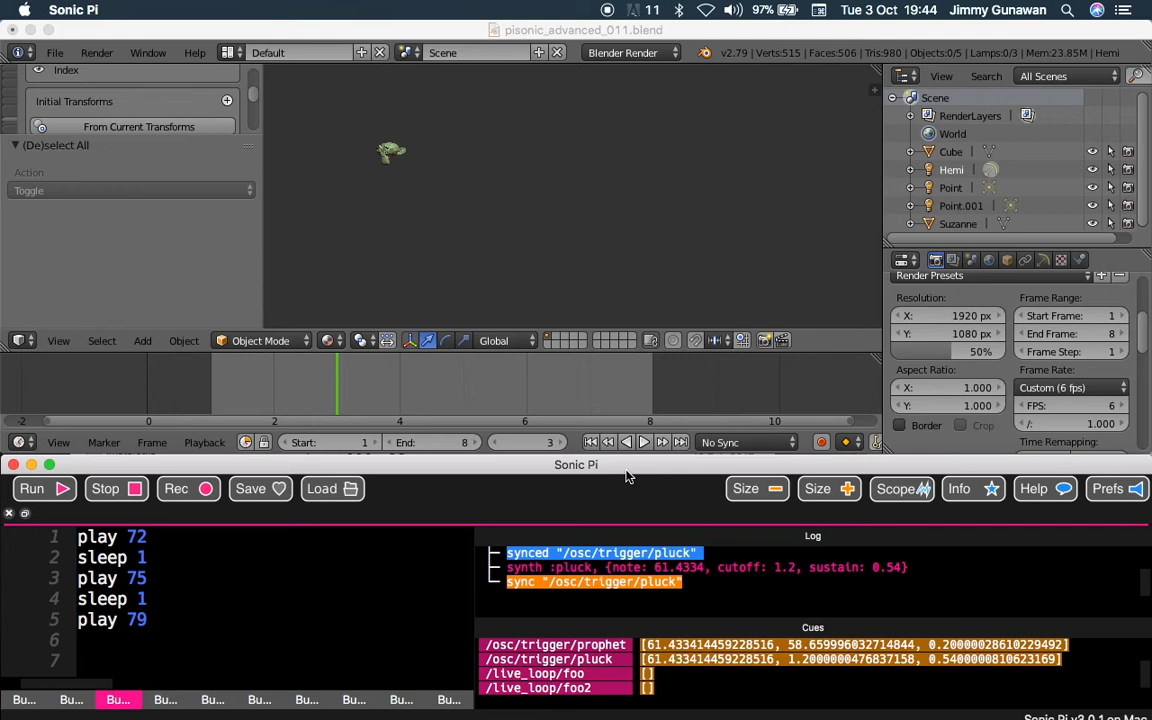 Sonic Pi 11 97% Tue 3 Oct 19:44 Jimmy Gunawan
pisonic_advanced_011.blend
File Render Window Help Default Scene Blender Render v2.79 | Verts:515 | Faces:506 | Tris:980 | Objects:0/5 | Lamps:0/3 | Mem:23.85M | Hemi
Index
Initial Transforms
From Current Transforms
(De)select All
Action
Toggle
View Search All Scenes
Scene
RenderLayers
World
Cube
Hemi
Point
Point.001
Suzanne
Render Presets
Resolution: Frame Range:
X: 1920 px Start Frame: 1
Y: 1080 px End Frame: 8
50% Frame Step: 1
Aspect Ratio: Frame Rate:
X: 1.000 Custom (6 fps)
Y: 1.000 FPS: 6
Border Crop /: 1.000
Time Remapping:
View Select Add Object Object Mode Global
-2 0 2 4 6 8 10
View Marker Frame Playback Start: 1 End: 8 3 No Sync
Sonic Pi
Run Stop Rec Save Load Size Size Scope Info Help Prefs
1 play 72
2 sleep 1
3 play 75
4 sleep 1
5 play 79
6
7
Log
synced "/osc/trigger/pluck"
synth :pluck, {note: 61.4334, cutoff: 1.2, sustain: 0.54}
sync "/osc/trigger/pluck"
Cues
/osc/trigger/prophet [61.433414459228516, 58.659996032714844, 0.20000028610229492]
/osc/trigger/pluck [61.433414459228516, 1.2000000476837158, 0.5400000810623169]
/live_loop/foo []
/live_loop/foo2 []
Bu... Bu... Bu... Bu... Bu... Bu... Bu... Bu... Bu... Bu...
Sonic Pi v3.0.1 on Mac